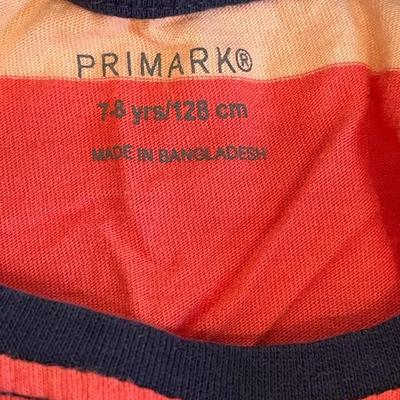 PRIMARK®
7-8 yrs/128 cm
MADE IN BANGLADESH